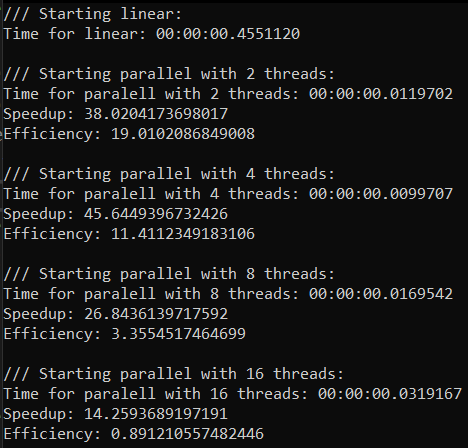 /// Starting linear:
Time for linear: 00:00:00.4551120
/// Starting parallel with 2 threads:
Time for paralell with 2 threads: 00:00:00.0119702
Speedup: 38.0204173698017
Efficiency: 19.0102086849008
/// Starting parallel with 4 threads:
Time for paralell with 4 threads: 00:00:00.0099707
Speedup: 45.6449396732426
Efficiency: 11.4112349183106
/// Starting parallel with 8 threads:
Time for paralell with 8 threads: 00:00:00.0169542
Speedup: 26.8436139717592
Efficiency: 3.3554517464699
/// Starting parallel with 16 threads:
Time for paralell with 16 threads: 00:00:00.0319167
Speedup: 14.2593689197191
Efficiency: 0.891210557482446